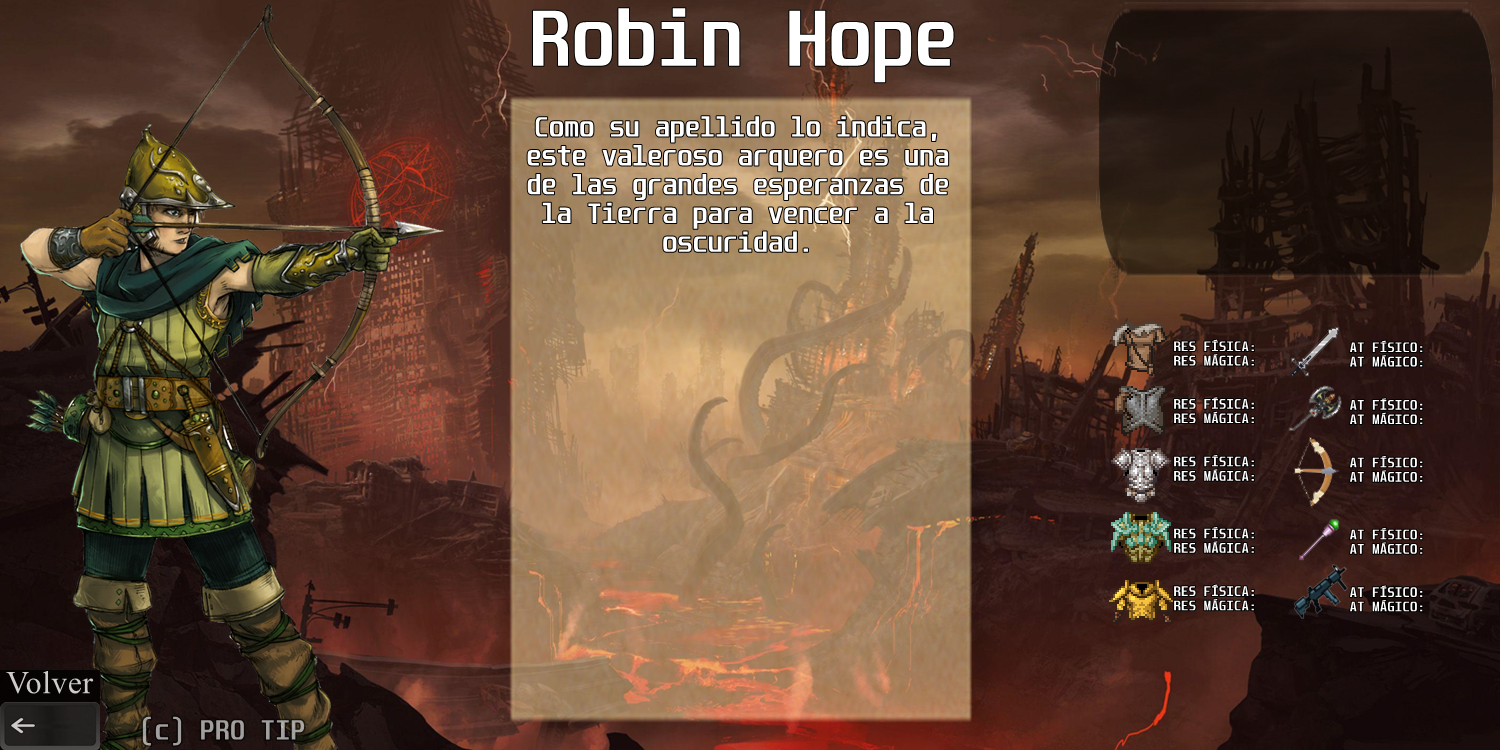 Robin Hope
Como su apellido lo indica,
este valeroso arquero es una
de las grandes esperanzas de
la Tierra para vencer a la
oscuridad.
RES FÍSICA:
RES MÁGICA:
AT FÍSICO:
AT MÁGICO:
RES FÍSICA:
RES MÁGICA:
AT FÍSICO:
AT MÁGICO:
RES FÍSICA:
RES MÁGICA:
AT FÍSICO:
AT MÁGICO:
RES FÍSICA:
RES MÁGICA:
AT FÍSICO:
AT MÁGICO:
RES FÍSICA:
RES MÁGICA:
AT FÍSICO:
AT MÁGICO:
Volver
(c) PRO TIP